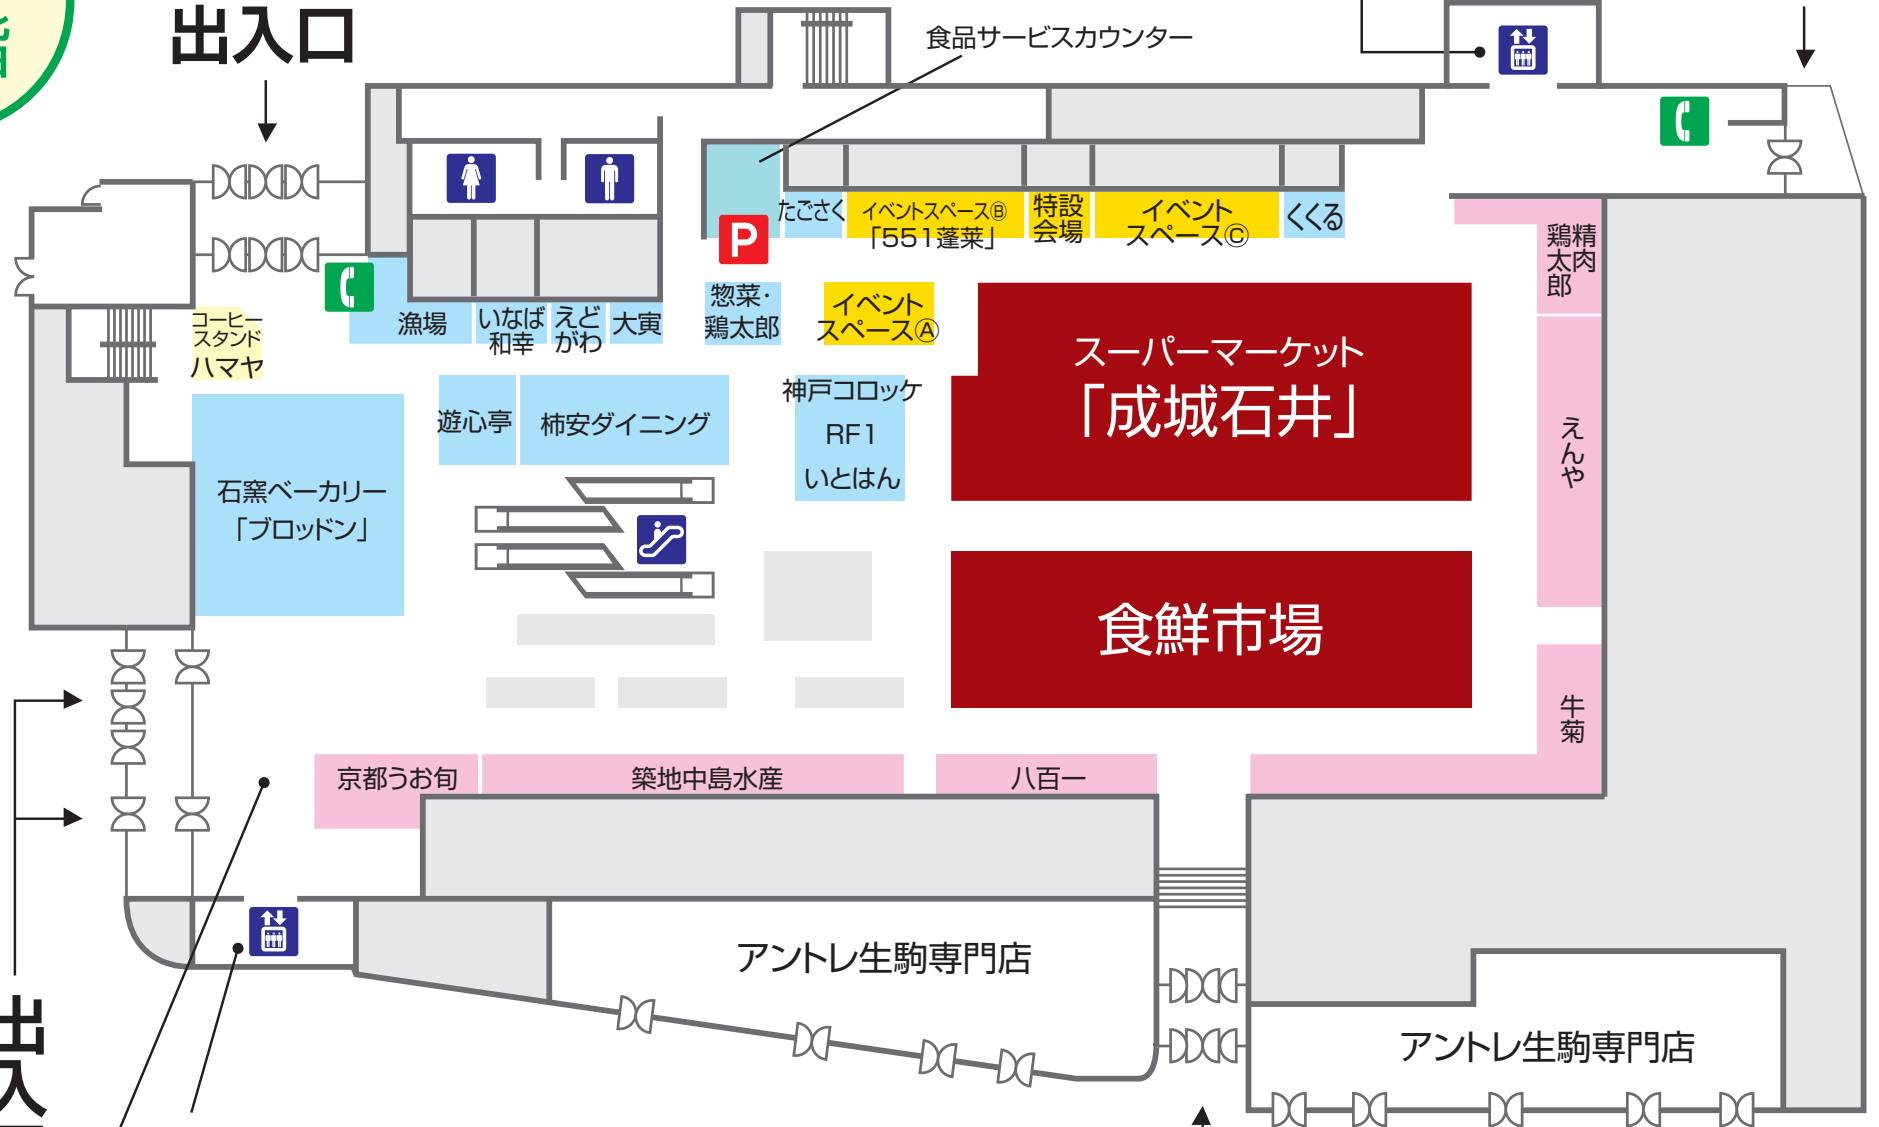 階
出入口
食品サービスカウンター
P
たごさく
イベントスペースⒷ
「551蓬莱」
特設
会場
イベント
スペースⒸ
くくる
精肉
鶏太郎
コーヒー
スタンド
ハマヤ
漁場
いなば
和幸
えど
がわ
大寅
惣菜・
鶏太郎
イベント
スペースⒶ
スーパーマーケット
「成城石井」
遊心亭
柿安ダイニング
神戸コロッケ
RF1
いとはん
えんや
石窯ベーカリー
「ブロッドン」
食鮮市場
牛菊
京都うお旬
築地中島水産
八百一
アントレ生駒専門店
アントレ生駒専門店
出入